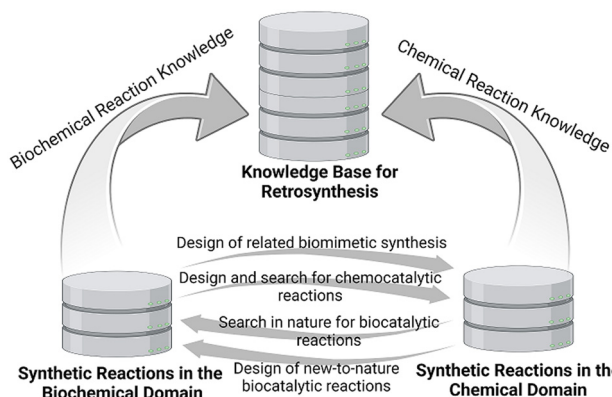 Biochemical Reaction Knowledge
Chemical Reaction Knowledge
Knowledge Base for
Retrosynthesis
Design of related biomimetic synthesis
Design and search for chemocatalytic
reactions
Search in nature for biocatalytic
reactions
Design of new-to-nature
biocatalytic reactions
Synthetic Reactions in the
Biochemical Domain
Synthetic Reactions in the
Chemical Domain